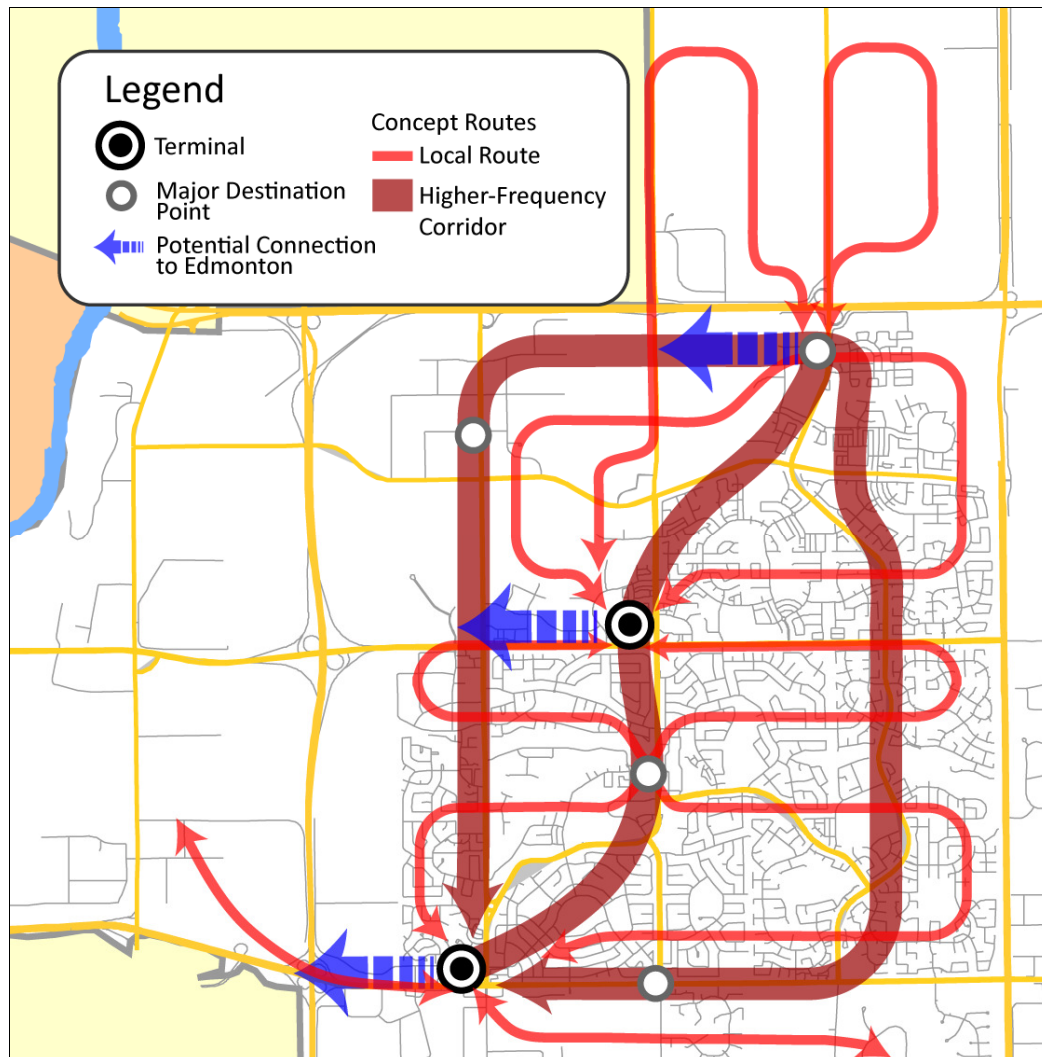 Legend
Terminal
Major Destination
Point
Potential Connection
to Edmonton
Concept Routes
Local Route
Higher-Frequency
Corridor